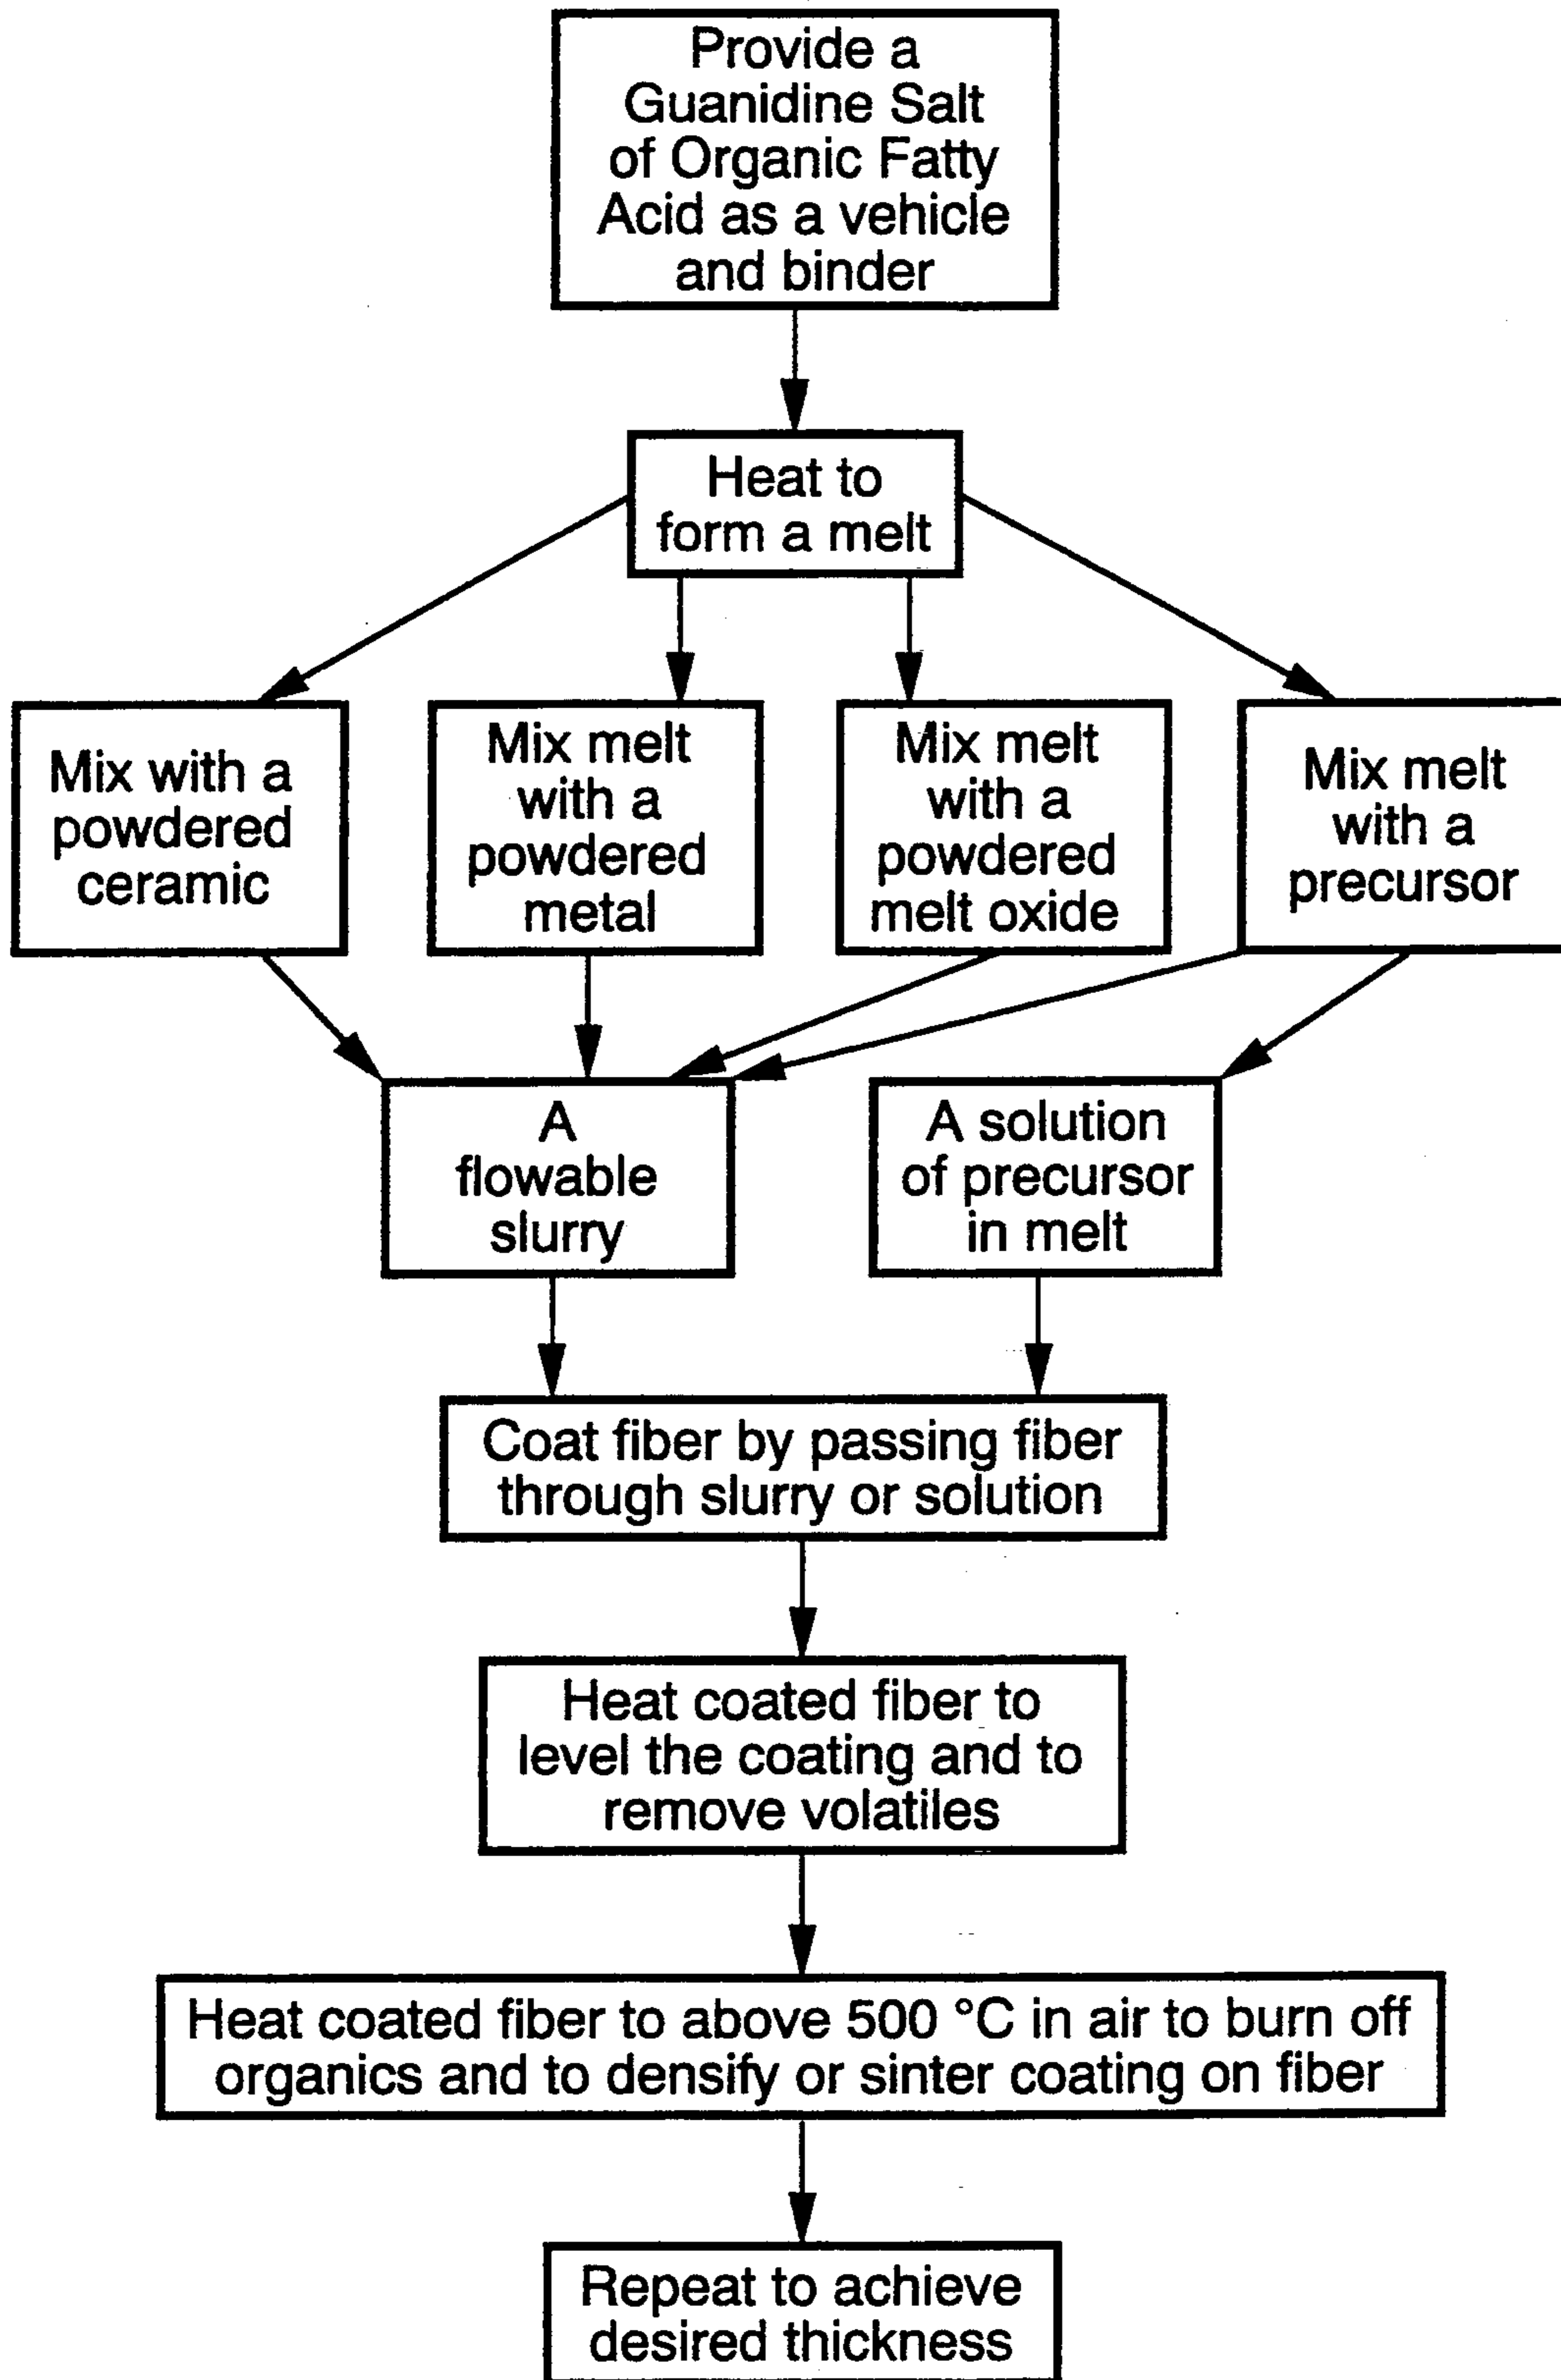 Provide a
Guanidine Salt
of Organic Fatty
Acid as a vehicle
and binder
Heat to
form a melt
Mix with a
powdered
ceramic
Mix melt
with a
powdered
metal
Mix melt
with a
powdered
melt oxide
Mix melt
with a
precursor
A
flowable
slurry
A solution
of precursor
in melt
Coat fiber by passing fiber
through slurry or solution
Heat coated fiber to
level the coating and to
remove volatiles
Heat coated fiber to above 500 °C in air to burn off
organics and to densify or sinter coating on fiber
Repeat to achieve
desired thickness